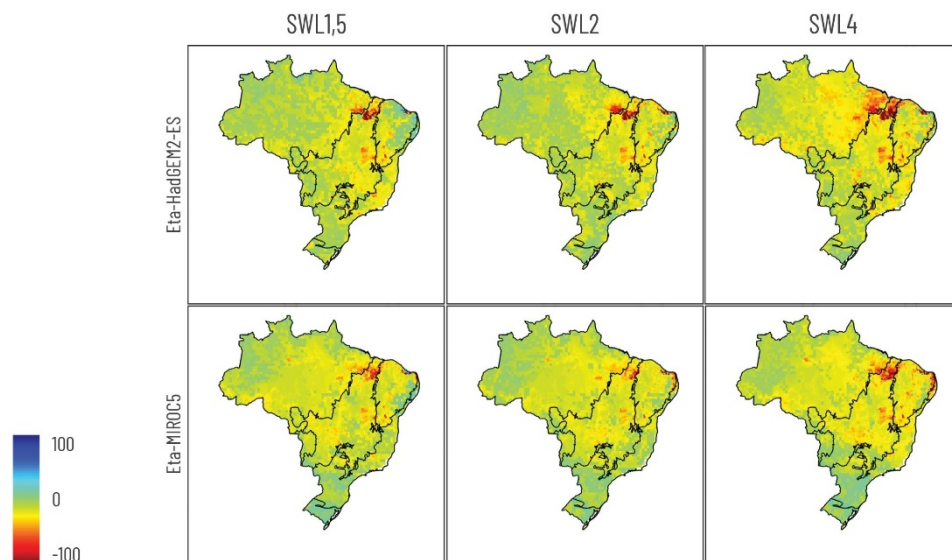 SWL1,5
SWL2
SWL4
Eta-HadGEM2-ES
Eta-MIROC5
100
0
-100